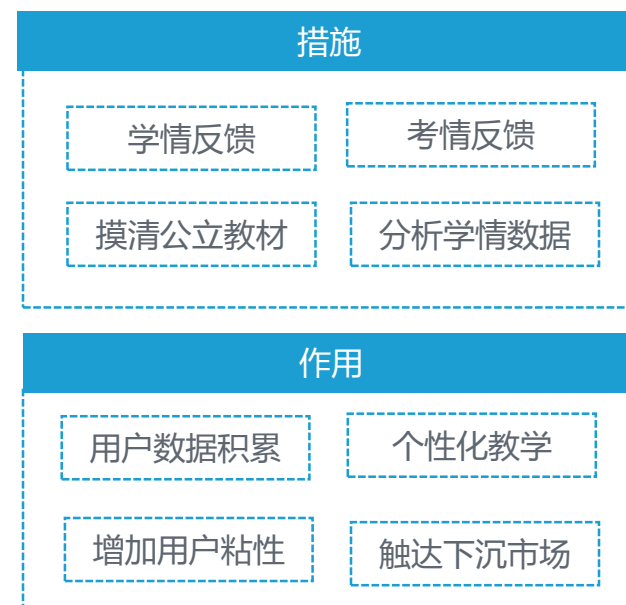 措施
学情反馈
考情反馈
摸清公立教材
分析学情数据
作用
用户数据积累
个性化教学
增加用户粘性
触达下沉市场